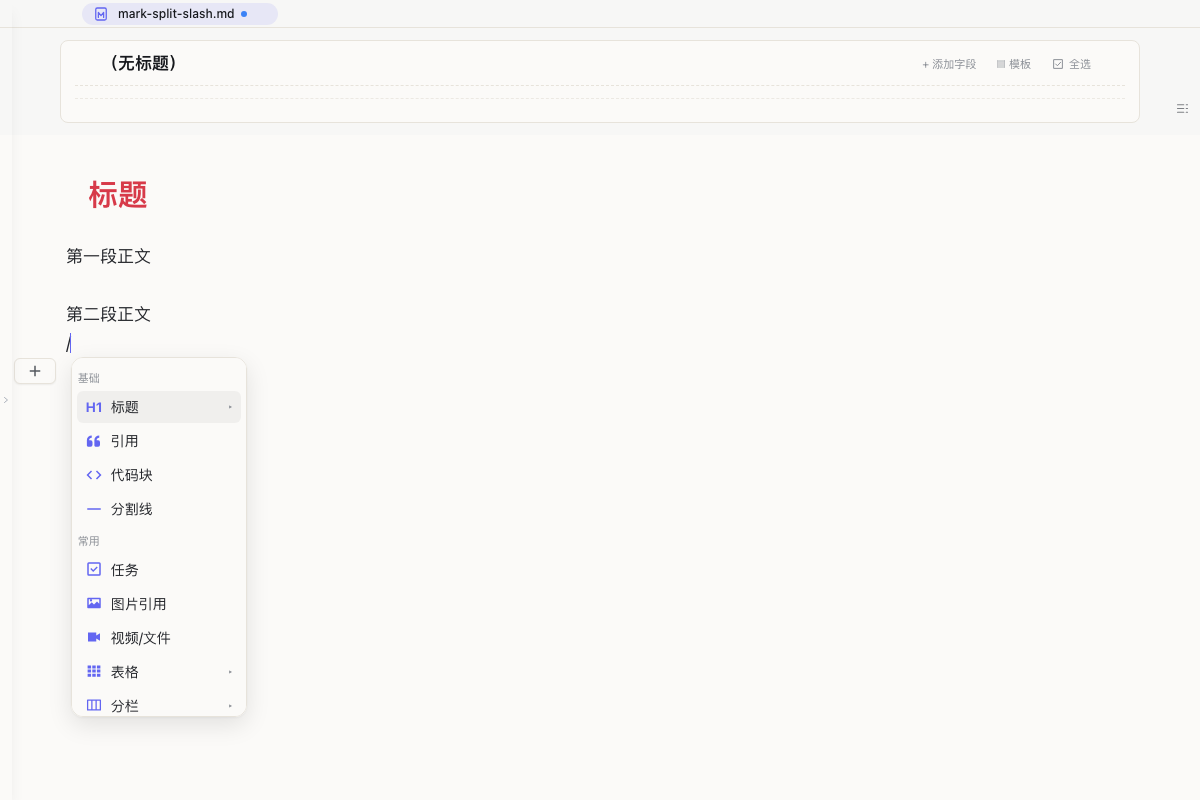 mark-split-slash.md
（无标题）
+ 添加字段 模板 全选
标题
第一段正文
第二段正文
/
基础
H1 标题
引用
代码块
分割线
常用
任务
图片引用
视频/文件
表格
分栏